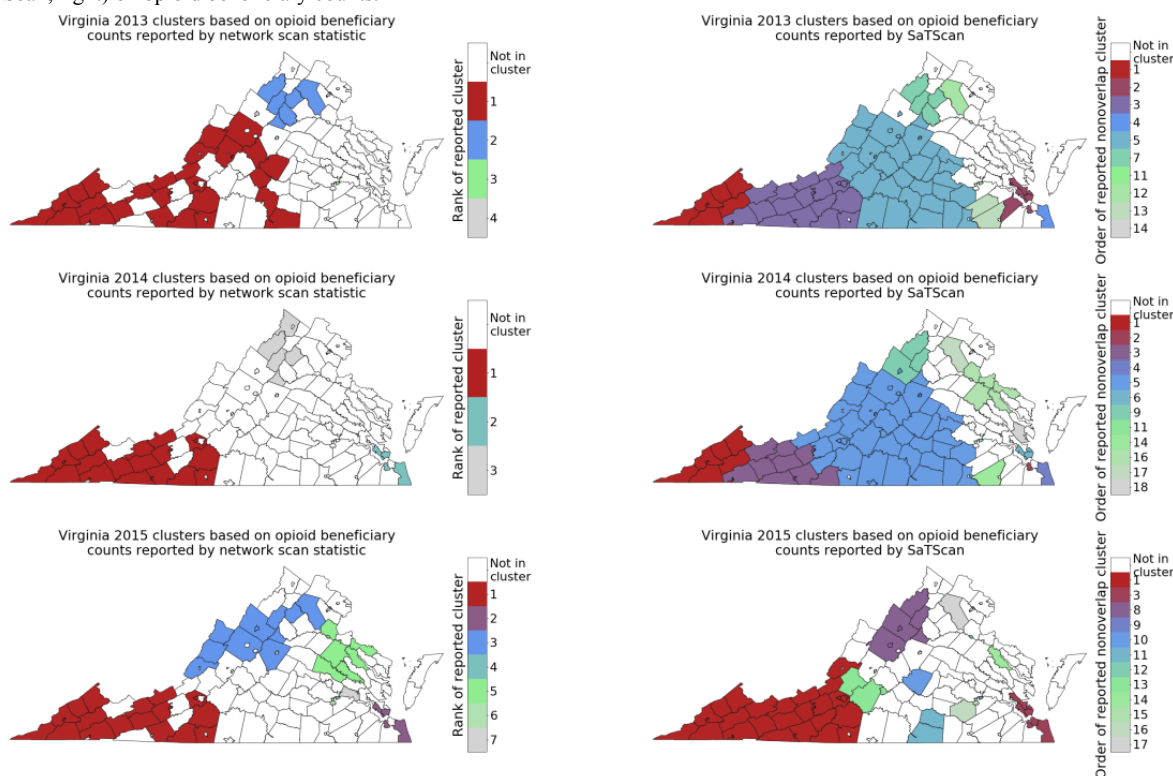 Scan, right) on opioid beneficiary counts.
Virginia 2013 clusters based on opioid beneficiary
counts reported by network scan statistic
Rank of reported cluster
Not in
cluster
1
2
3
4
Virginia 2013 clusters based on opioid beneficiary
counts reported by SaTScan
Order of reported nonoverlap cluster
Not in
cluster
1
2
3
4
5
7
11
12
13
14
Virginia 2014 clusters based on opioid beneficiary
counts reported by network scan statistic
Rank of reported cluster
Not in
cluster
1
2
3
Virginia 2014 clusters based on opioid beneficiary
counts reported by SaTScan
Order of reported nonoverlap cluster
Not in
cluster
1
2
3
4
5
6
9
11
14
16
17
18
Virginia 2015 clusters based on opioid beneficiary
counts reported by network scan statistic
Rank of reported cluster
Not in
cluster
1
2
3
4
5
6
7
Virginia 2015 clusters based on opioid beneficiary
counts reported by SaTScan
Order of reported nonoverlap cluster
Not in
cluster
1
3
8
9
10
11
12
13
14
15
16
17